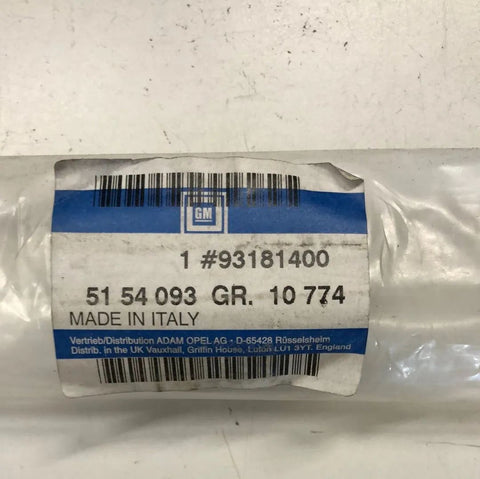 GM
1 #93181400
51 54 093 GR. 10 774
MADE IN ITALY
Vertrieb/Distribution ADAM OPEL AG - D-65428 Rüsselsheim
Distrib. in the UK Vauxhall, Griffin House, Luton LU1 3YT. England